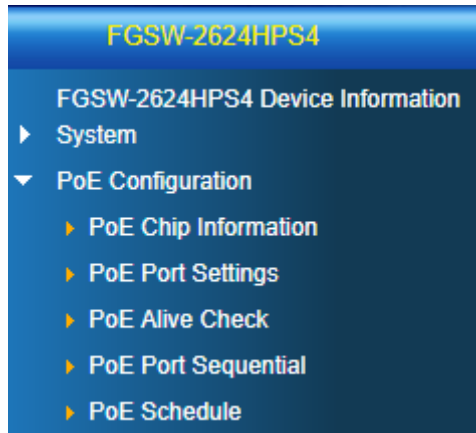 FGSW-2624HPS4
FGSW-2624HPS4 Device Information
System
PoE Configuration
PoE Chip Information
PoE Port Settings
PoE Alive Check
PoE Port Sequential
PoE Schedule